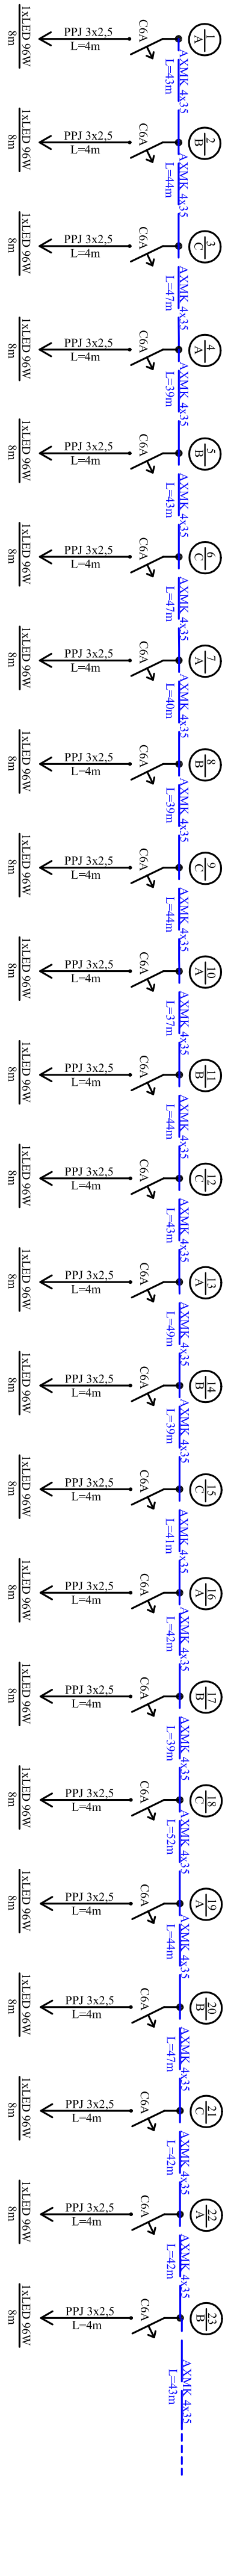 1
A
AXMK 4x35
L=43m
C6A
PPJ 3x2,5
L=4m
1xLED 96W
8m
2
B
AXMK 4x35
L=44m
C6A
PPJ 3x2,5
L=4m
1xLED 96W
8m
3
C
AXMK 4x35
L=47m
C6A
PPJ 3x2,5
L=4m
1xLED 96W
8m
4
A
AXMK 4x35
L=39m
C6A
PPJ 3x2,5
L=4m
1xLED 96W
8m
5
B
AXMK 4x35
L=43m
C6A
PPJ 3x2,5
L=4m
1xLED 96W
8m
6
C
AXMK 4x35
L=47m
C6A
PPJ 3x2,5
L=4m
1xLED 96W
8m
7
A
AXMK 4x35
L=40m
C6A
PPJ 3x2,5
L=4m
1xLED 96W
8m
8
B
AXMK 4x35
L=39m
C6A
PPJ 3x2,5
L=4m
1xLED 96W
8m
9
C
AXMK 4x35
L=44m
C6A
PPJ 3x2,5
L=4m
1xLED 96W
8m
10
A
AXMK 4x35
L=37m
C6A
PPJ 3x2,5
L=4m
1xLED 96W
8m
11
B
AXMK 4x35
L=44m
C6A
PPJ 3x2,5
L=4m
1xLED 96W
8m
12
C
AXMK 4x35
L=43m
C6A
PPJ 3x2,5
L=4m
1xLED 96W
8m
13
A
AXMK 4x35
L=49m
C6A
PPJ 3x2,5
L=4m
1xLED 96W
8m
14
B
AXMK 4x35
L=39m
C6A
PPJ 3x2,5
L=4m
1xLED 96W
8m
15
C
AXMK 4x35
L=41m
C6A
PPJ 3x2,5
L=4m
1xLED 96W
8m
16
A
AXMK 4x35
L=42m
C6A
PPJ 3x2,5
L=4m
1xLED 96W
8m
17
B
AXMK 4x35
L=39m
C6A
PPJ 3x2,5
L=4m
1xLED 96W
8m
18
C
AXMK 4x35
L=52m
C6A
PPJ 3x2,5
L=4m
1xLED 96W
8m
19
A
AXMK 4x35
L=44m
C6A
PPJ 3x2,5
L=4m
1xLED 96W
8m
20
B
AXMK 4x35
L=47m
C6A
PPJ 3x2,5
L=4m
1xLED 96W
8m
21
C
AXMK 4x35
L=42m
C6A
PPJ 3x2,5
L=4m
1xLED 96W
8m
22
A
AXMK 4x35
L=42m
C6A
PPJ 3x2,5
L=4m
1xLED 96W
8m
23
B
AXMK 4x35
L=43m
C6A
PPJ 3x2,5
L=4m
1xLED 96W
8m